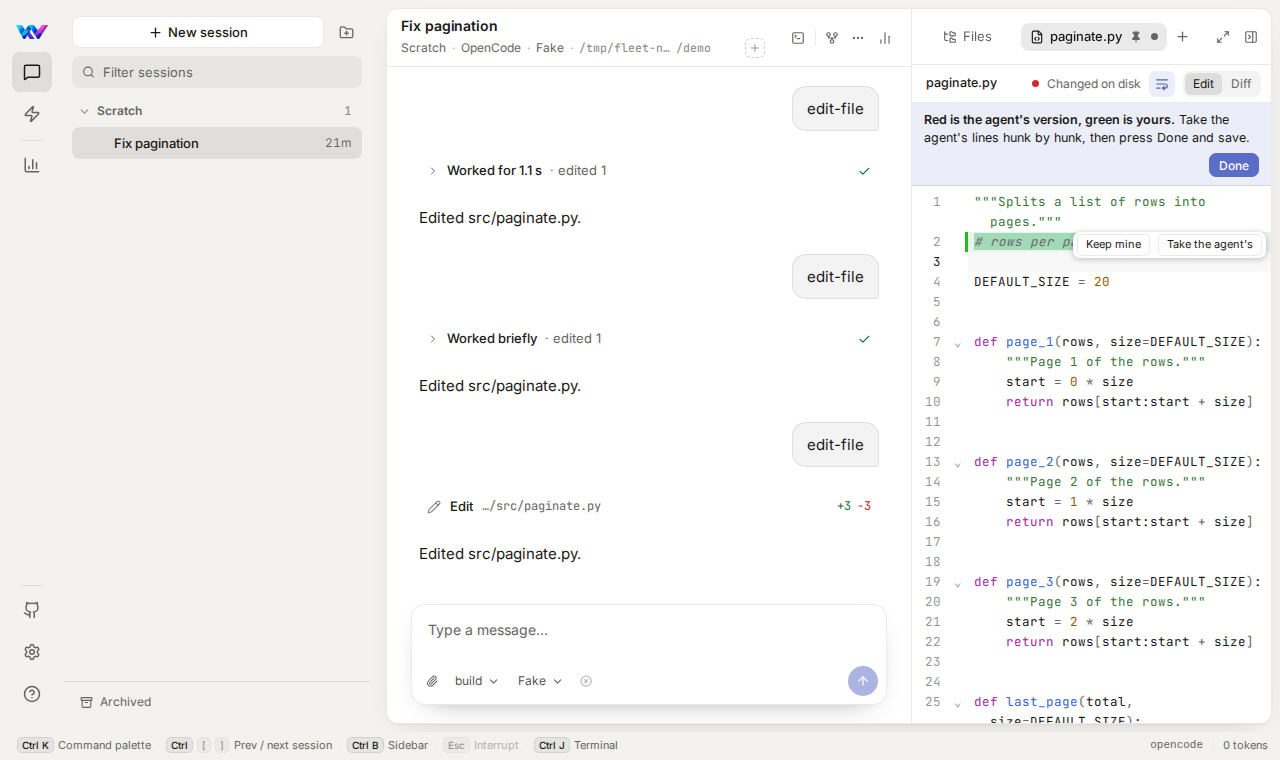 New session
Filter sessions
Scratch 1
Fix pagination 21m
Archived
Fix pagination
Scratch · OpenCode · Fake · /tmp/fleet-n… /demo
edit-file
Worked for 1.1 s · edited 1
Edited src/paginate.py.
edit-file
Worked briefly · edited 1
Edited src/paginate.py.
edit-file
Edit …/src/paginate.py +3 -3
Edited src/paginate.py.
Type a message...
build Fake
Files paginate.py
paginate.py Changed on disk Edit Diff
Red is the agent's version, green is yours. Take the
agent's lines hunk by hunk, then press Done and save.
Done
1 """Splits a list of rows into
pages."""
2 # rows per Keep mine Take the agent's
3
4 DEFAULT_SIZE = 20
5
6
7 def page_1(rows, size=DEFAULT_SIZE):
8 """Page 1 of the rows."""
9 start = 0 * size
10 return rows[start:start + size]
11
12
13 def page_2(rows, size=DEFAULT_SIZE):
14 """Page 2 of the rows."""
15 start = 1 * size
16 return rows[start:start + size]
17
18
19 def page_3(rows, size=DEFAULT_SIZE):
20 """Page 3 of the rows."""
21 start = 2 * size
22 return rows[start:start + size]
23
24
25 def last_page(total,
size=DEFAULT_SIZE):
Ctrl K Command palette Ctrl [ ] Prev / next session Ctrl B Sidebar Esc Interrupt Ctrl J Terminal opencode 0 tokens